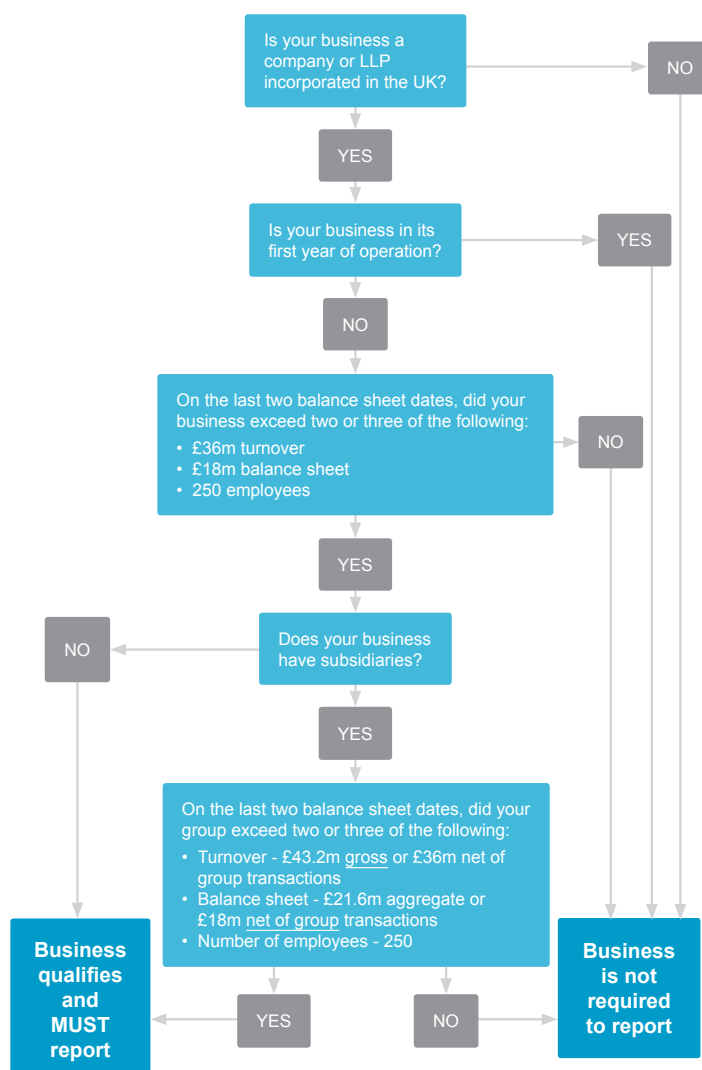 Is your business a
company or LLP
incorporated in the UK?
NO
YES
Is your business in its
first year of operation?
YES
NO
On the last two balance sheet dates, did your
business exceed two or three of the following:
• £36m turnover
• £18m balance sheet
• 250 employees
NO
YES
Does your business
have subsidiaries?
NO
YES
On the last two balance sheet dates, did your
group exceed two or three of the following:
• Turnover - £43.2m gross or £36m net of
group transactions
• Balance sheet - £21.6m aggregate or
£18m net of group transactions
• Number of employees - 250
Business
qualifies
and
MUST
report
YES
NO
Business
is not
required
to report